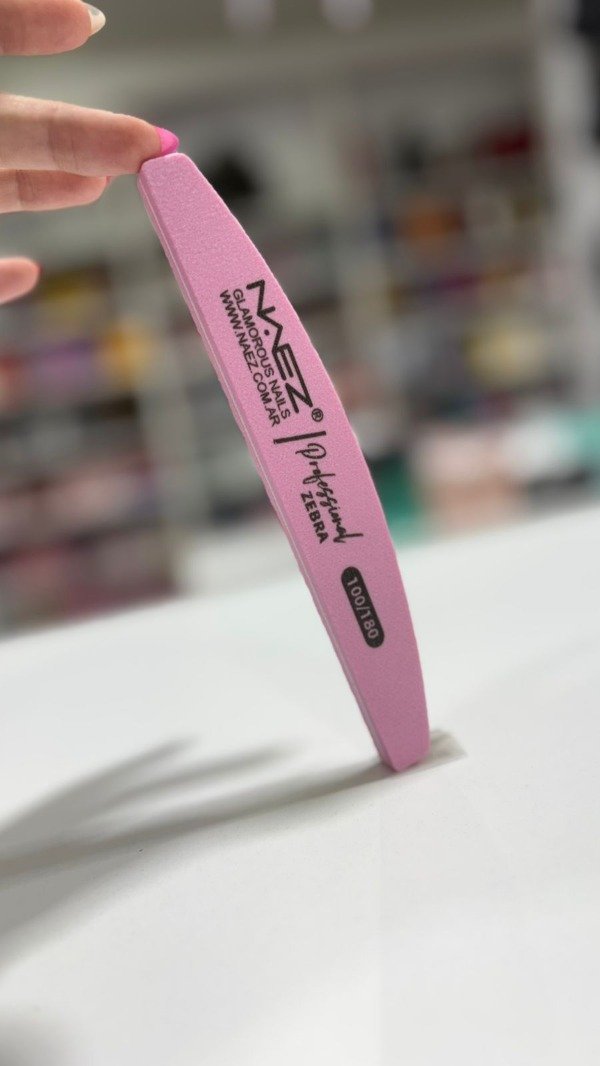 NAEZ®
GLAMOROUS NAILS
WWW.NAEZ.COM.AR
Professional
ZEBRA
100/180